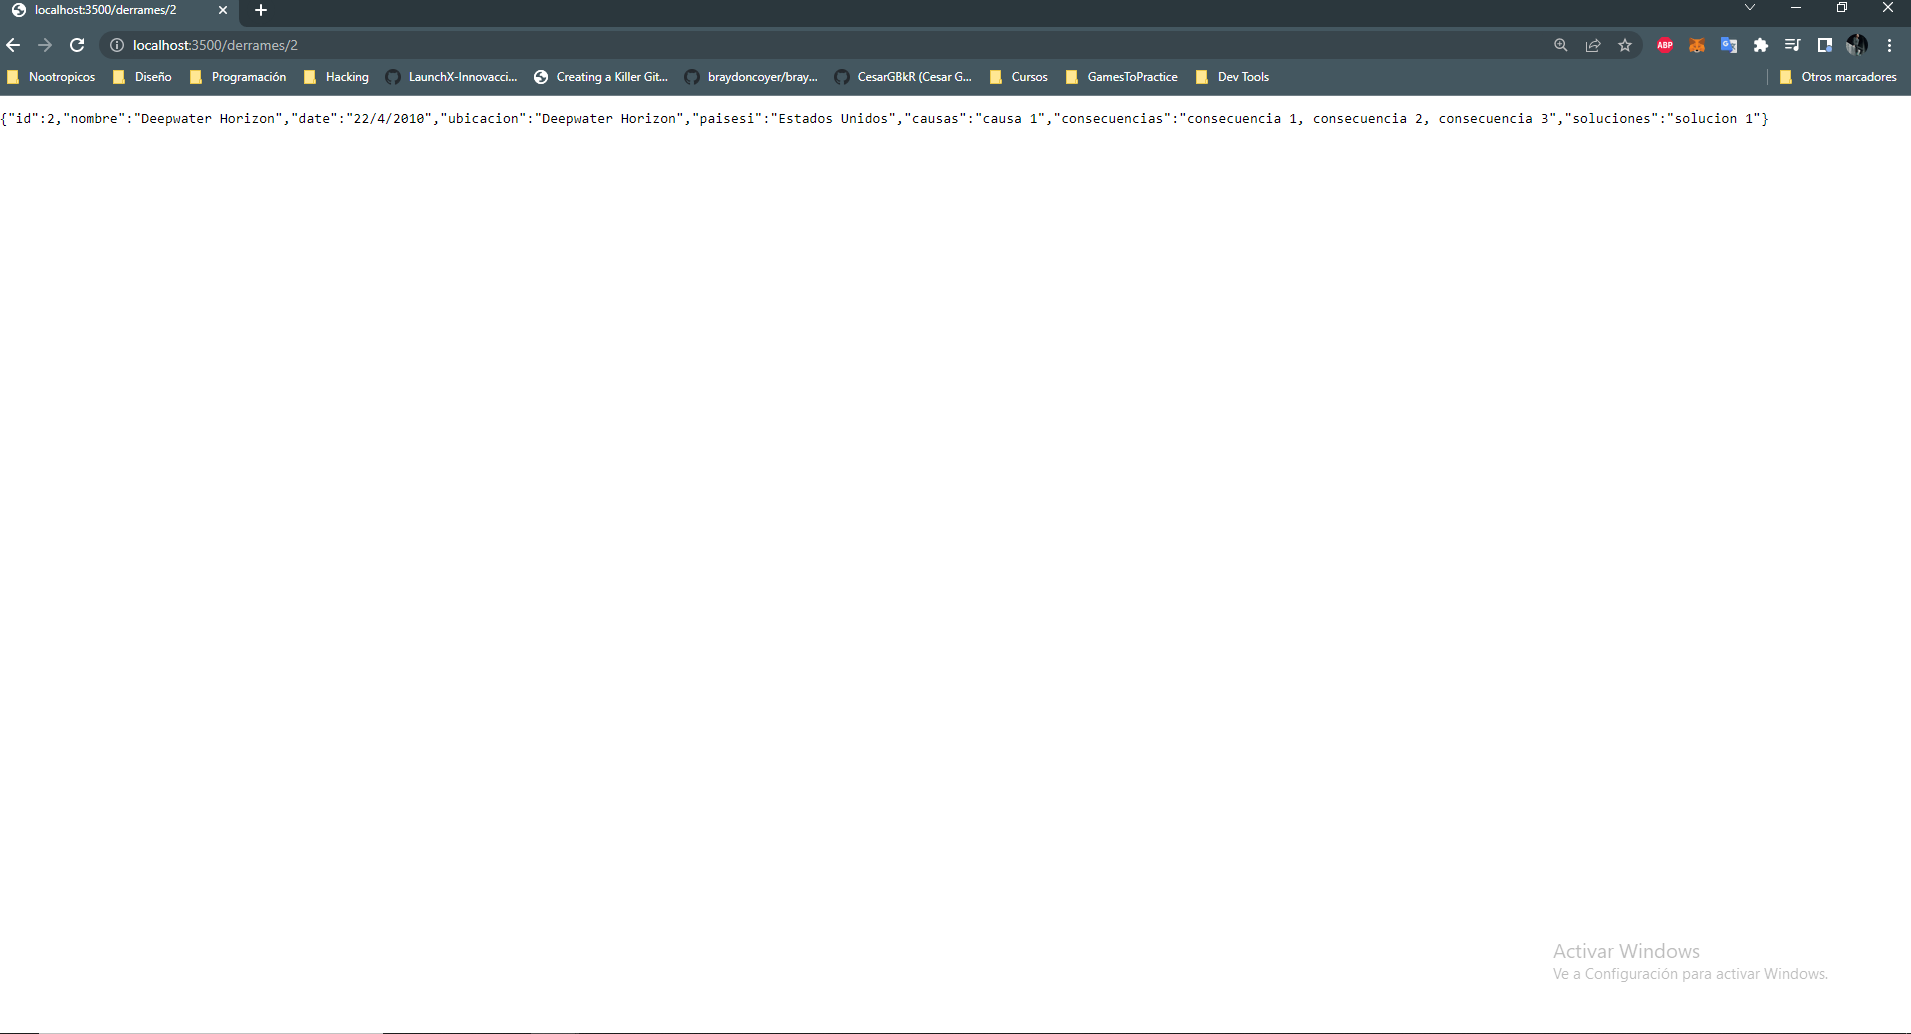 localhost:3500/derrames/2
localhost:3500/derrames/2
ABP
Nootropicos Diseño Programación Hacking LaunchX-Innovacci... Creating a Killer Git... braydoncoyer/bray... CesarGBkR (Cesar G... Cursos GamesToPractice Dev Tools Otros marcadores
{"id":2,"nombre":"Deepwater Horizon","date":"22/4/2010","ubicacion":"Deepwater Horizon","paisesi":"Estados Unidos","causas":"causa 1","consecuencias":"consecuencia 1, consecuencia 2, consecuencia 3","soluciones":"solucion 1"}
Activar Windows
Ve a Configuración para activar Windows.